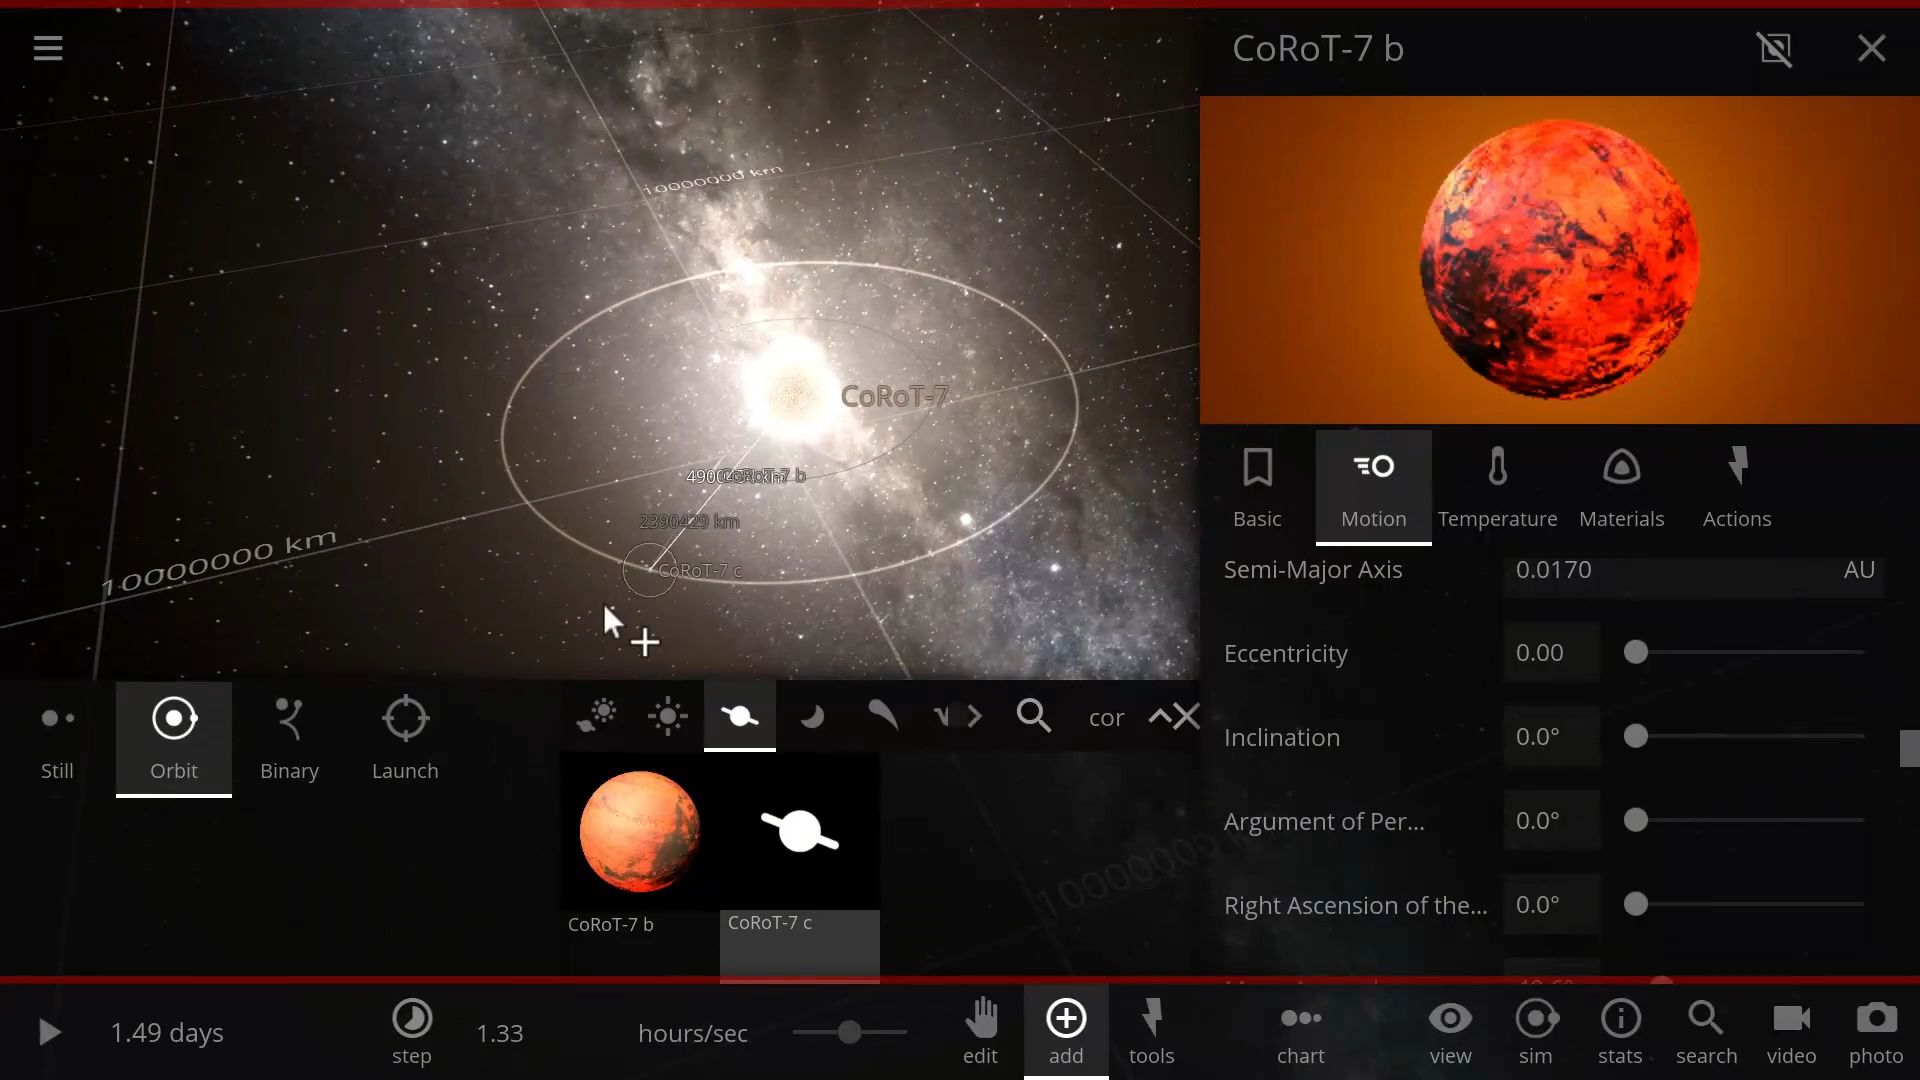 CoRoT-7 b
10000000 km
CoRoT-7
CoRoT-7 b
2390429 km
10000000 km
CoRoT-7 c
Basic
Motion
Temperature
Materials
Actions
Semi-Major Axis
0.0170
AU
Eccentricity
0.00
Inclination
0.0°
Argument of Per...
0.0°
Right Ascension of the...
0.0°
Still
Orbit
Binary
Launch
cor
10000000 k
CoRoT-7 b
CoRoT-7 c
1.49 days
step
1.33
hours/sec
edit
add
tools
chart
view
sim
stats
search
video
photo